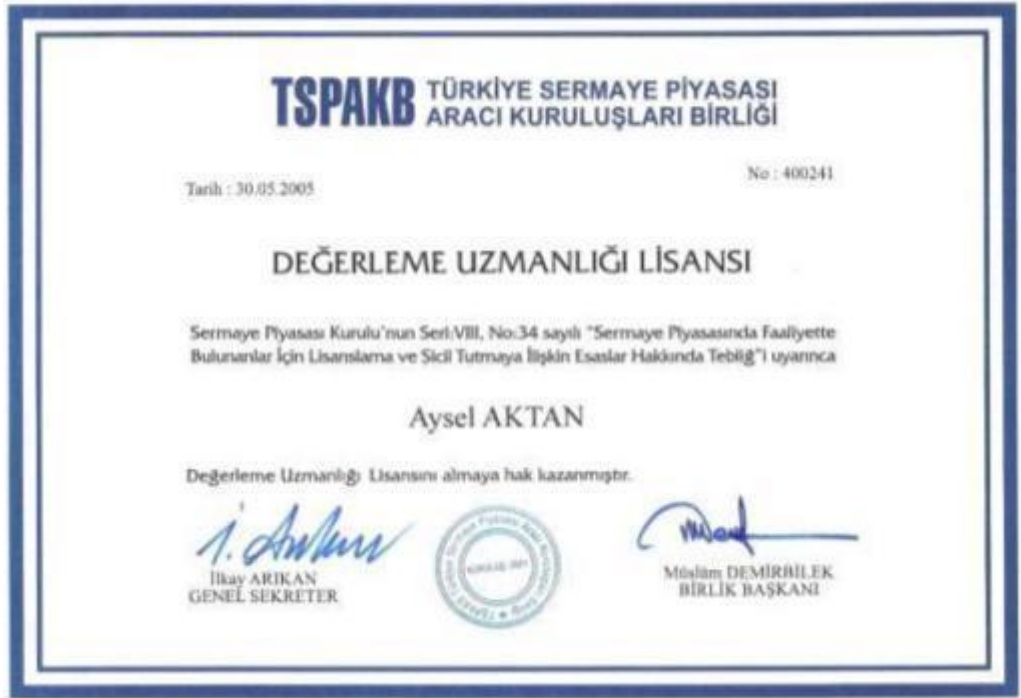 TSPAKB TÜRKİYE SERMAYE PİYASASI
ARACI KURULUŞLARI BİRLİĞİ
No : 400241
Tarih : 30.05.2005
DEĞERLEME UZMANLIĞI LİSANSI
Sermaye Piyasası Kurulu'nun Seri:VIII, No:34 sayılı "Sermaye Piyasasında Faaliyette
Bulunanlar İçin Lisanslama ve Sicil Tutmaya İlişkin Esaslar Hakkında Tebliğ"i uyarınca
Aysel AKTAN
Değerleme Uzmanlığı Lisansını almaya hak kazanmıştır.
İlkay ARIKAN
GENEL SEKRETER
Müslüm DEMİRBİLEK
BİRLİK BAŞKANI